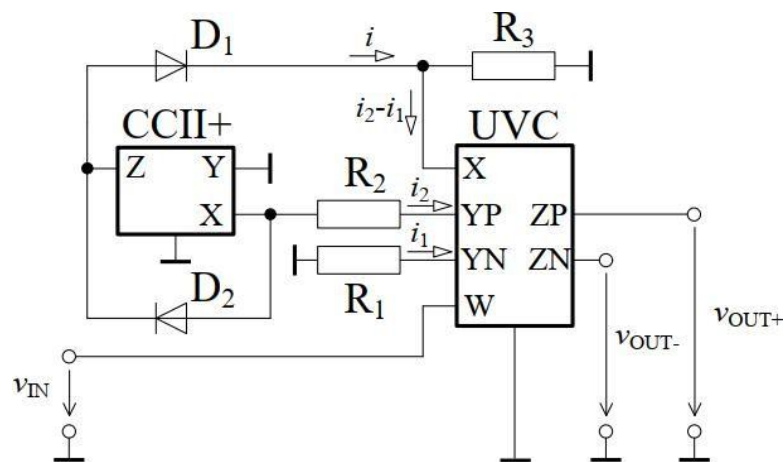 D1
i
R3
i2-i1
CCII+
UVC
Z
Y
X
R2
i2
X
YP
ZP
i1
YN
ZN
D2
R1
W
vIN
vOUT-
vOUT+